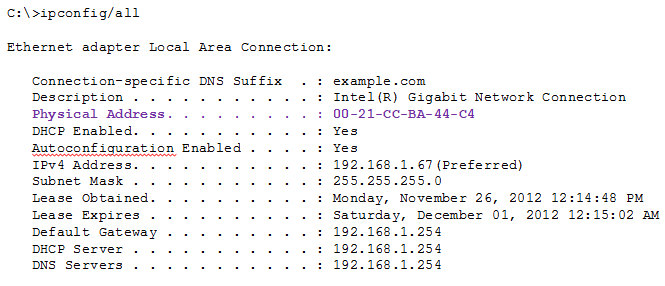 C:\>ipconfig/all
Ethernet adapter Local Area Connection:
Connection-specific DNS Suffix  . : example.com
Description . . . . . . . . . . . : Intel(R) Gigabit Network Connection
Physical Address. . . . . . . . . : 00-21-CC-BA-44-C4
DHCP Enabled. . . . . . . . . . . : Yes
Autoconfiguration Enabled . . . . : Yes
IPv4 Address. . . . . . . . . . . : 192.168.1.67(Preferred)
Subnet Mask . . . . . . . . . . . : 255.255.255.0
Lease Obtained. . . . . . . . . . : Monday, November 26, 2012 12:14:48 PM
Lease Expires . . . . . . . . . . : Saturday, December 01, 2012 12:15:02 AM
Default Gateway . . . . . . . . . : 192.168.1.254
DHCP Server . . . . . . . . . . . : 192.168.1.254
DNS Servers . . . . . . . . . . . : 192.168.1.254